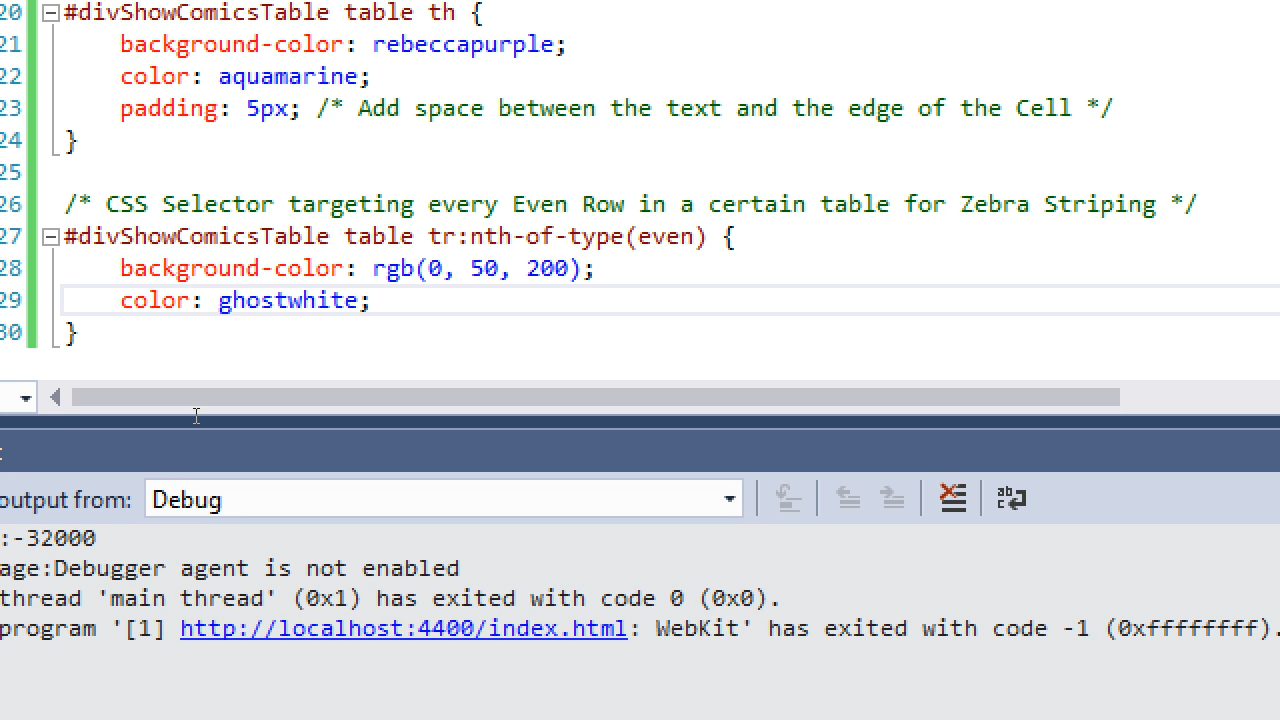 20 #divShowComicsTable table th {
21 background-color: rebeccapurple;
22 color: aquamarine;
23 padding: 5px; /* Add space between the text and the edge of the Cell */
24 }
25
26 /* CSS Selector targeting every Even Row in a certain table for Zebra Striping */
27 #divShowComicsTable table tr:nth-of-type(even) {
28 background-color: rgb(0, 50, 200);
29 color: ghostwhite;
30 }
output from: Debug
:-32000
age:Debugger agent is not enabled
thread 'main thread' (0x1) has exited with code 0 (0x0).
program '[1] http://localhost:4400/index.html: WebKit' has exited with code -1 (0xffffffff).